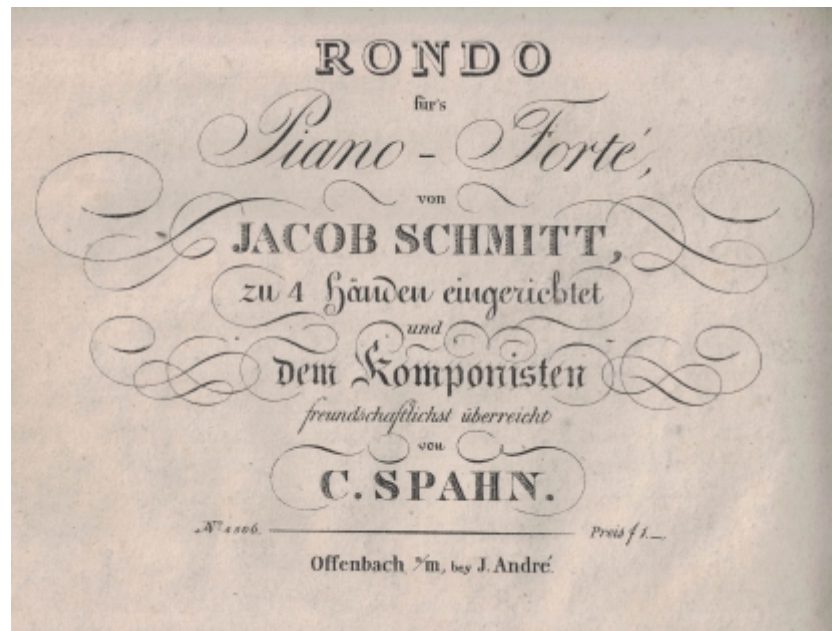 RONDO
für's
Piano - Forté,
von
JACOB SCHMITT,
zu 4 Händen eingerichtet
und
dem Komponisten
freundschaftlichst überreicht
von
C. SPAHN.
Preis f 1._
Offenbach a/m, bey J. André.